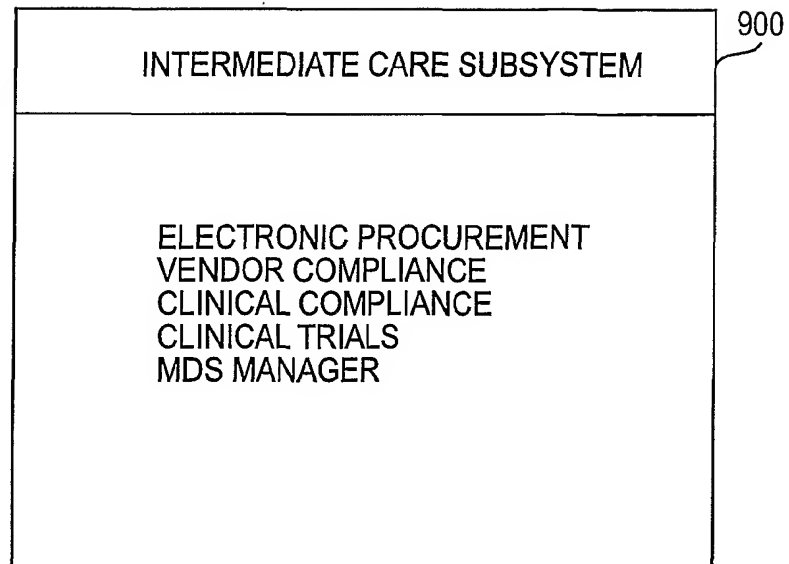 900
INTERMEDIATE CARE SUBSYSTEM
ELECTRONIC PROCUREMENT
VENDOR COMPLIANCE
CLINICAL COMPLIANCE
CLINICAL TRIALS
MDS MANAGER